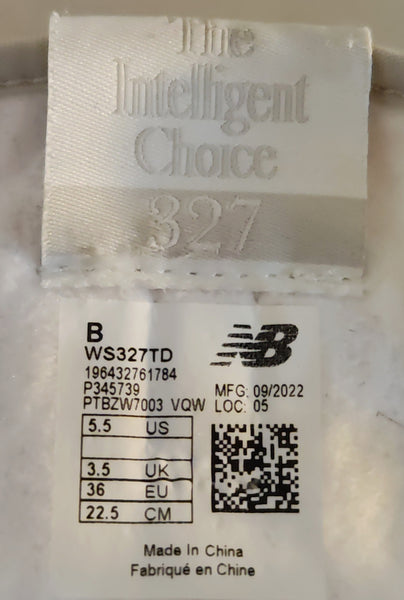 The
Intelligent
Choice
327
B
WS327TD
NB
196432761784
P345739 MFG: 09/2022
PTBZW7003 VQW LOC: 05
5.5 US
3.5 UK
36 EU
22.5 CM
Made In China
Fabriqué en Chine